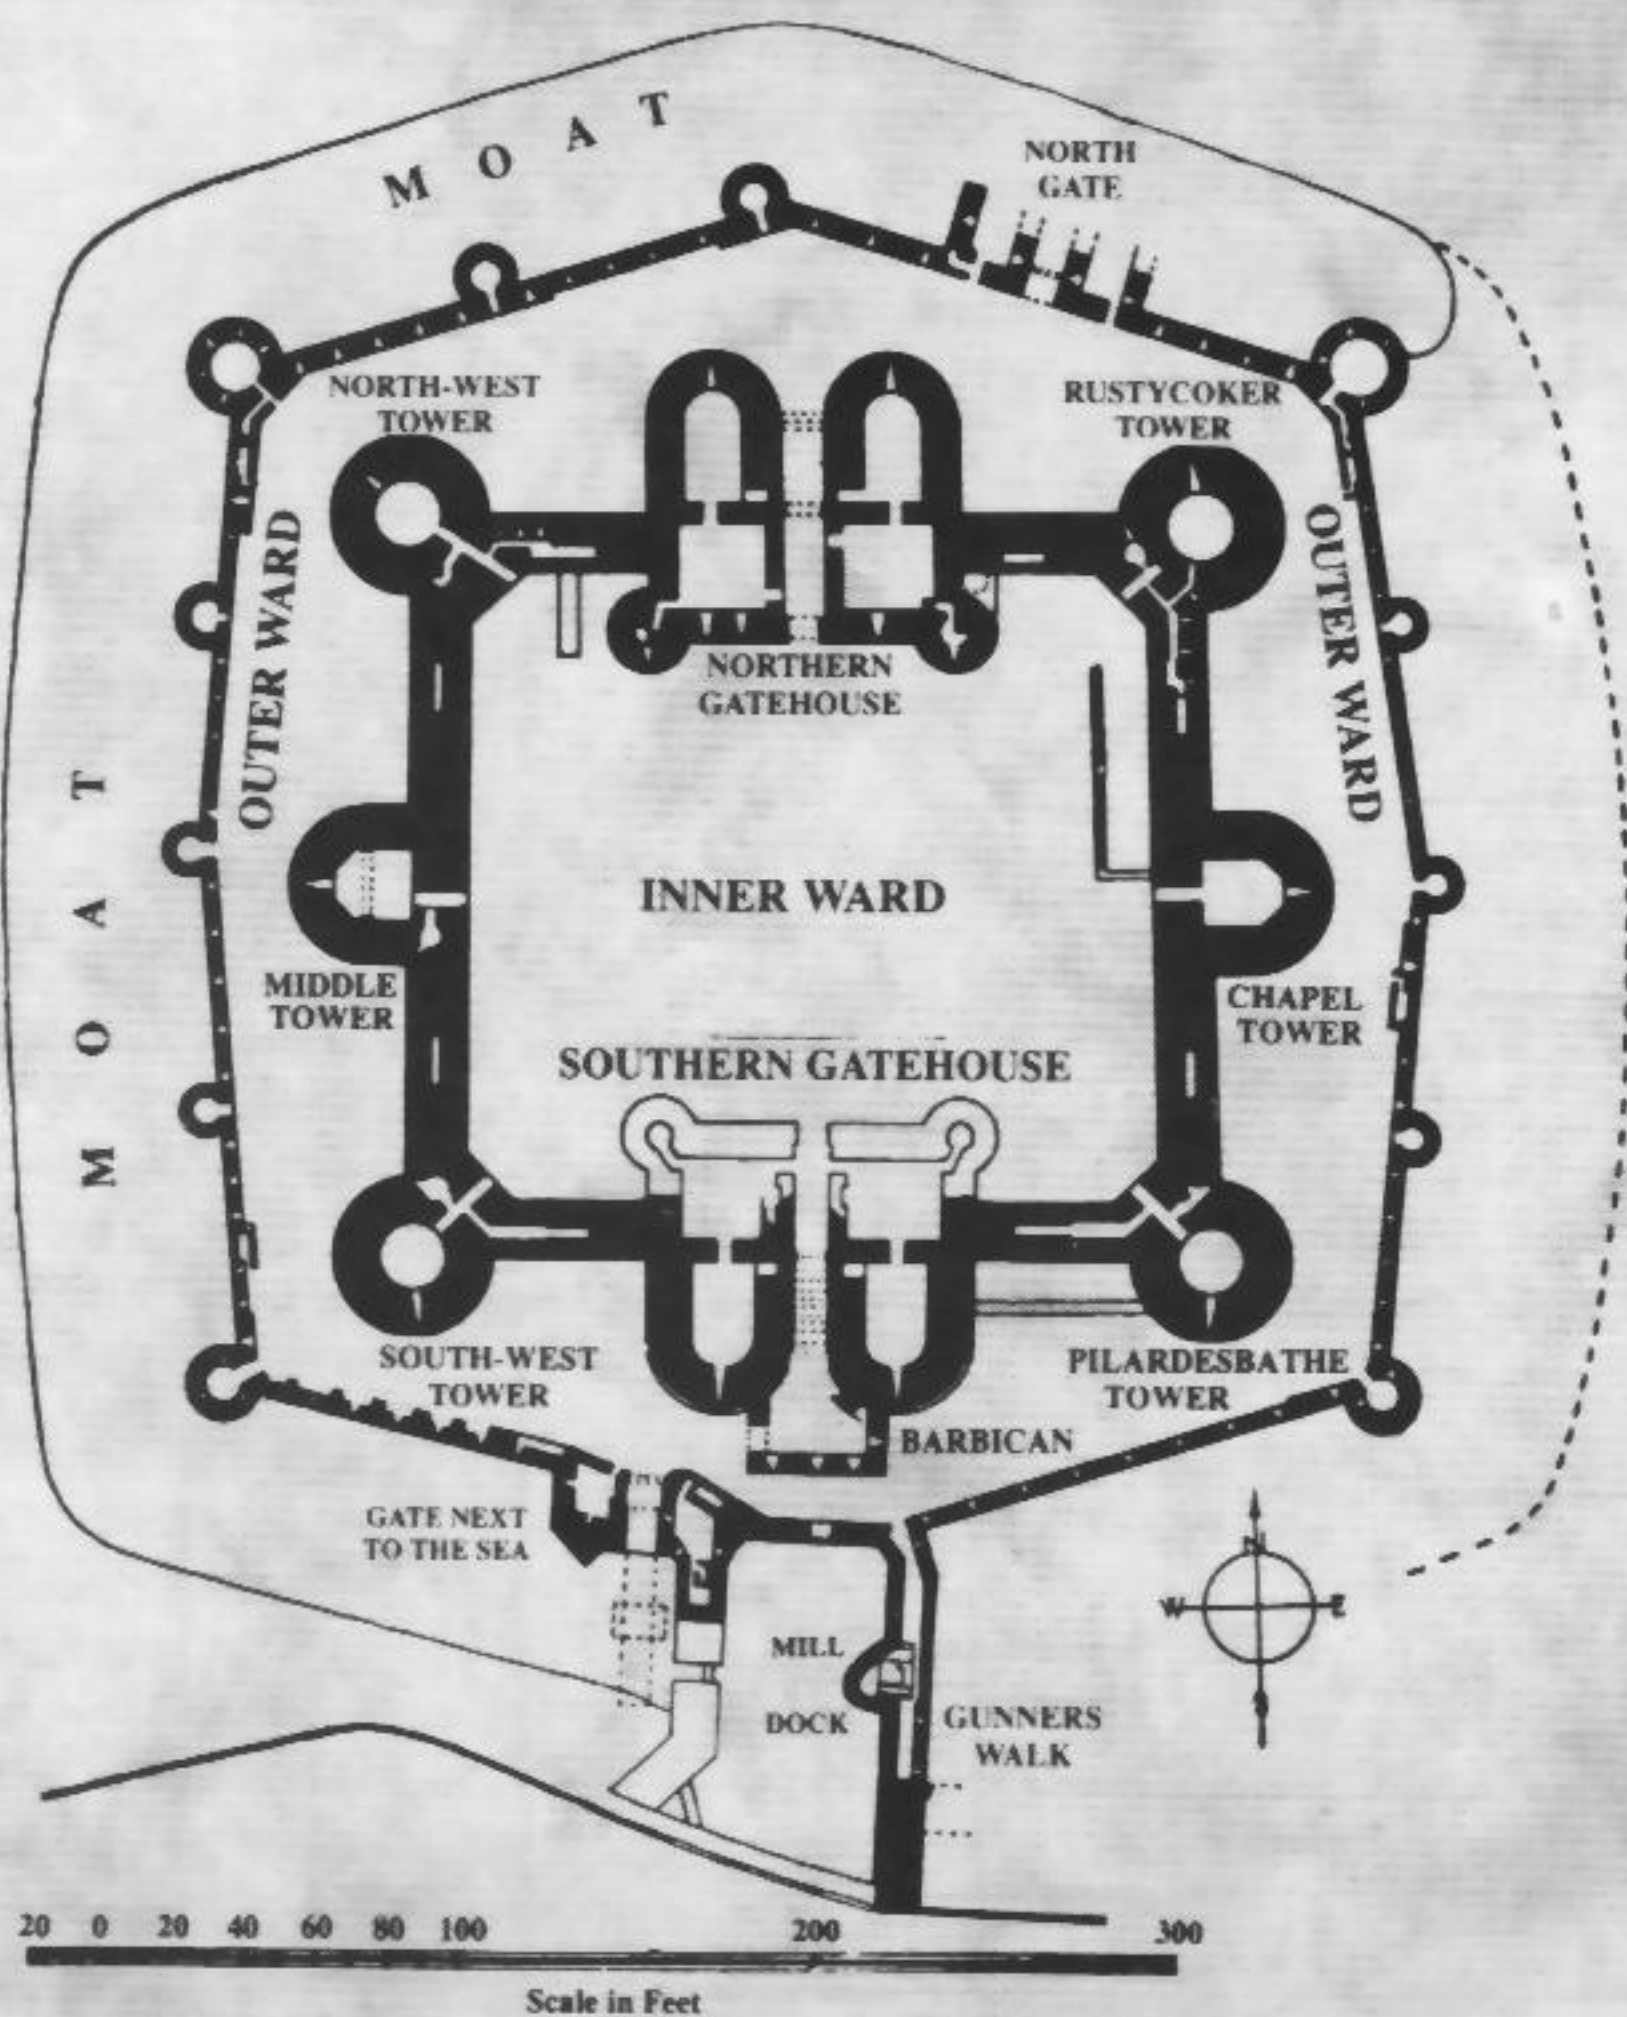 MOAT
NORTH
GATE
NORTH-WEST
TOWER
RUSTYCOKER
TOWER
OUTER WARD
OUTER WARD
NORTHERN
GATEHOUSE
MOAT
INNER WARD
MIDDLE
TOWER
CHAPEL
TOWER
SOUTHERN GATEHOUSE
SOUTH-WEST
TOWER
PILARDESBATHE
TOWER
BARBICAN
GATE NEXT
TO THE SEA
N
W E
MILL
DOCK
GUNNERS
WALK
20 0 20 40 60 80 100 200 300
Scale in Feet